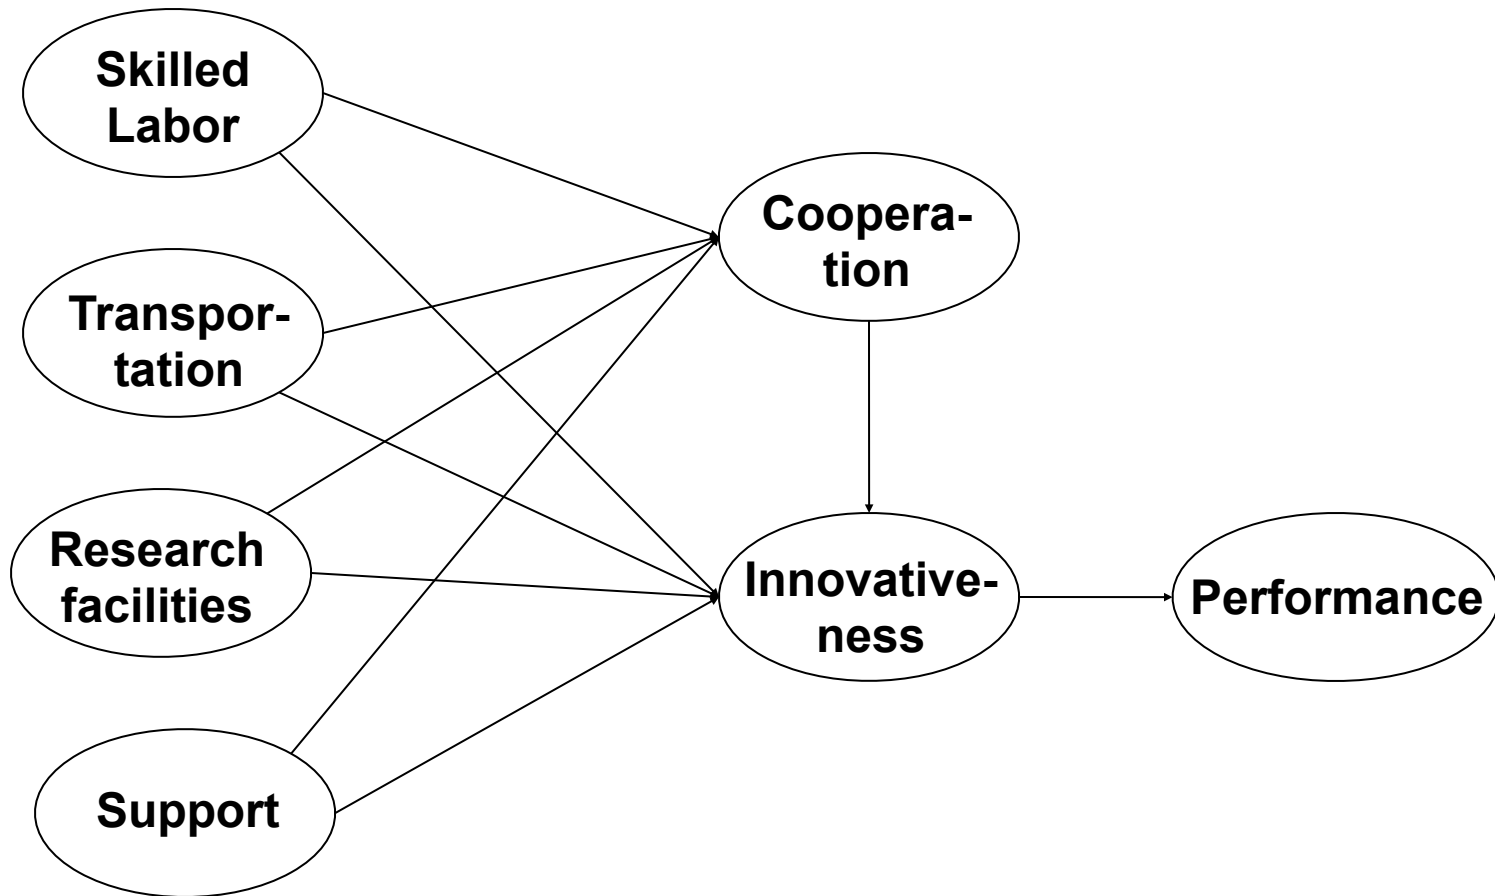 Skilled
Labor
Transpor-
tation
Research
facilities
Support
Coopera-
tion
Innovative-
ness
Performance